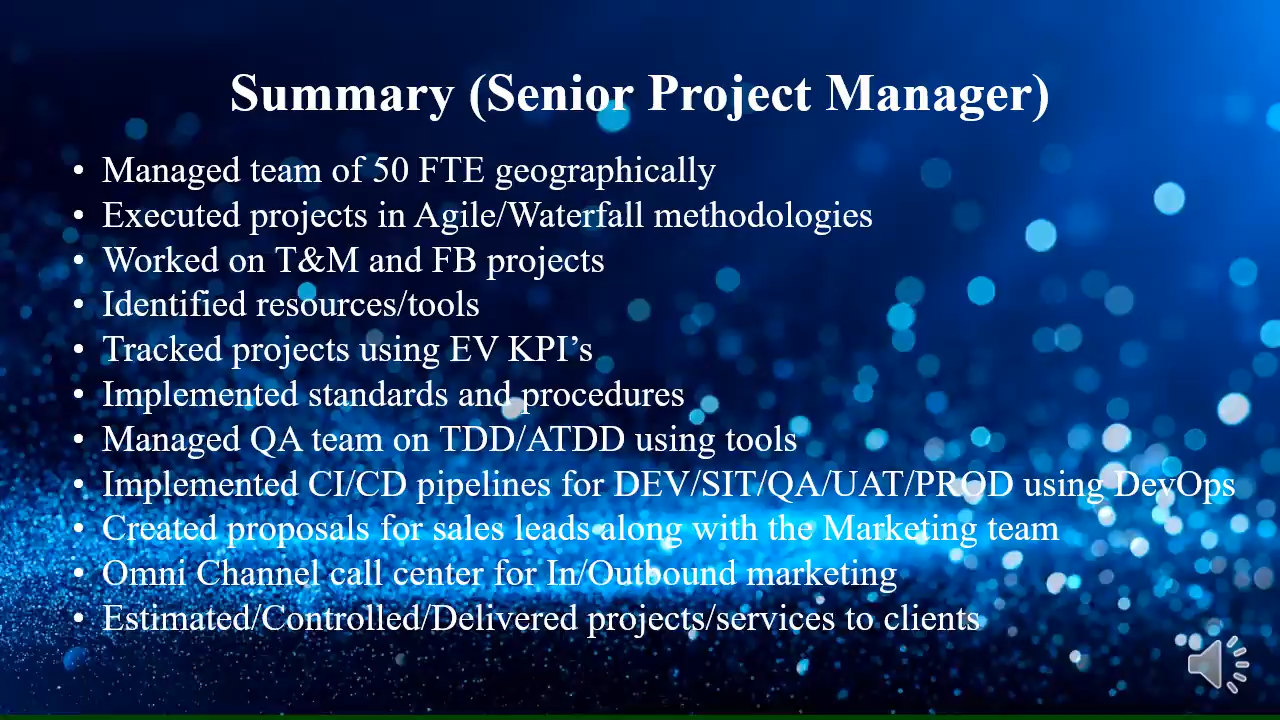 Summary (Senior Project Manager)
• Managed team of 50 FTE geographically
• Executed projects in Agile/Waterfall methodologies
• Worked on T&M and FB projects
• Identified resources/tools
• Tracked projects using EV KPI’s
• Implemented standards and procedures
• Managed QA team on TDD/ATDD using tools
• Implemented CI/CD pipelines for DEV/SIT/QA/UAT/PROD using DevOps
• Created proposals for sales leads along with the Marketing team
• Omni Channel call center for In/Outbound marketing
• Estimated/Controlled/Delivered projects/services to clients